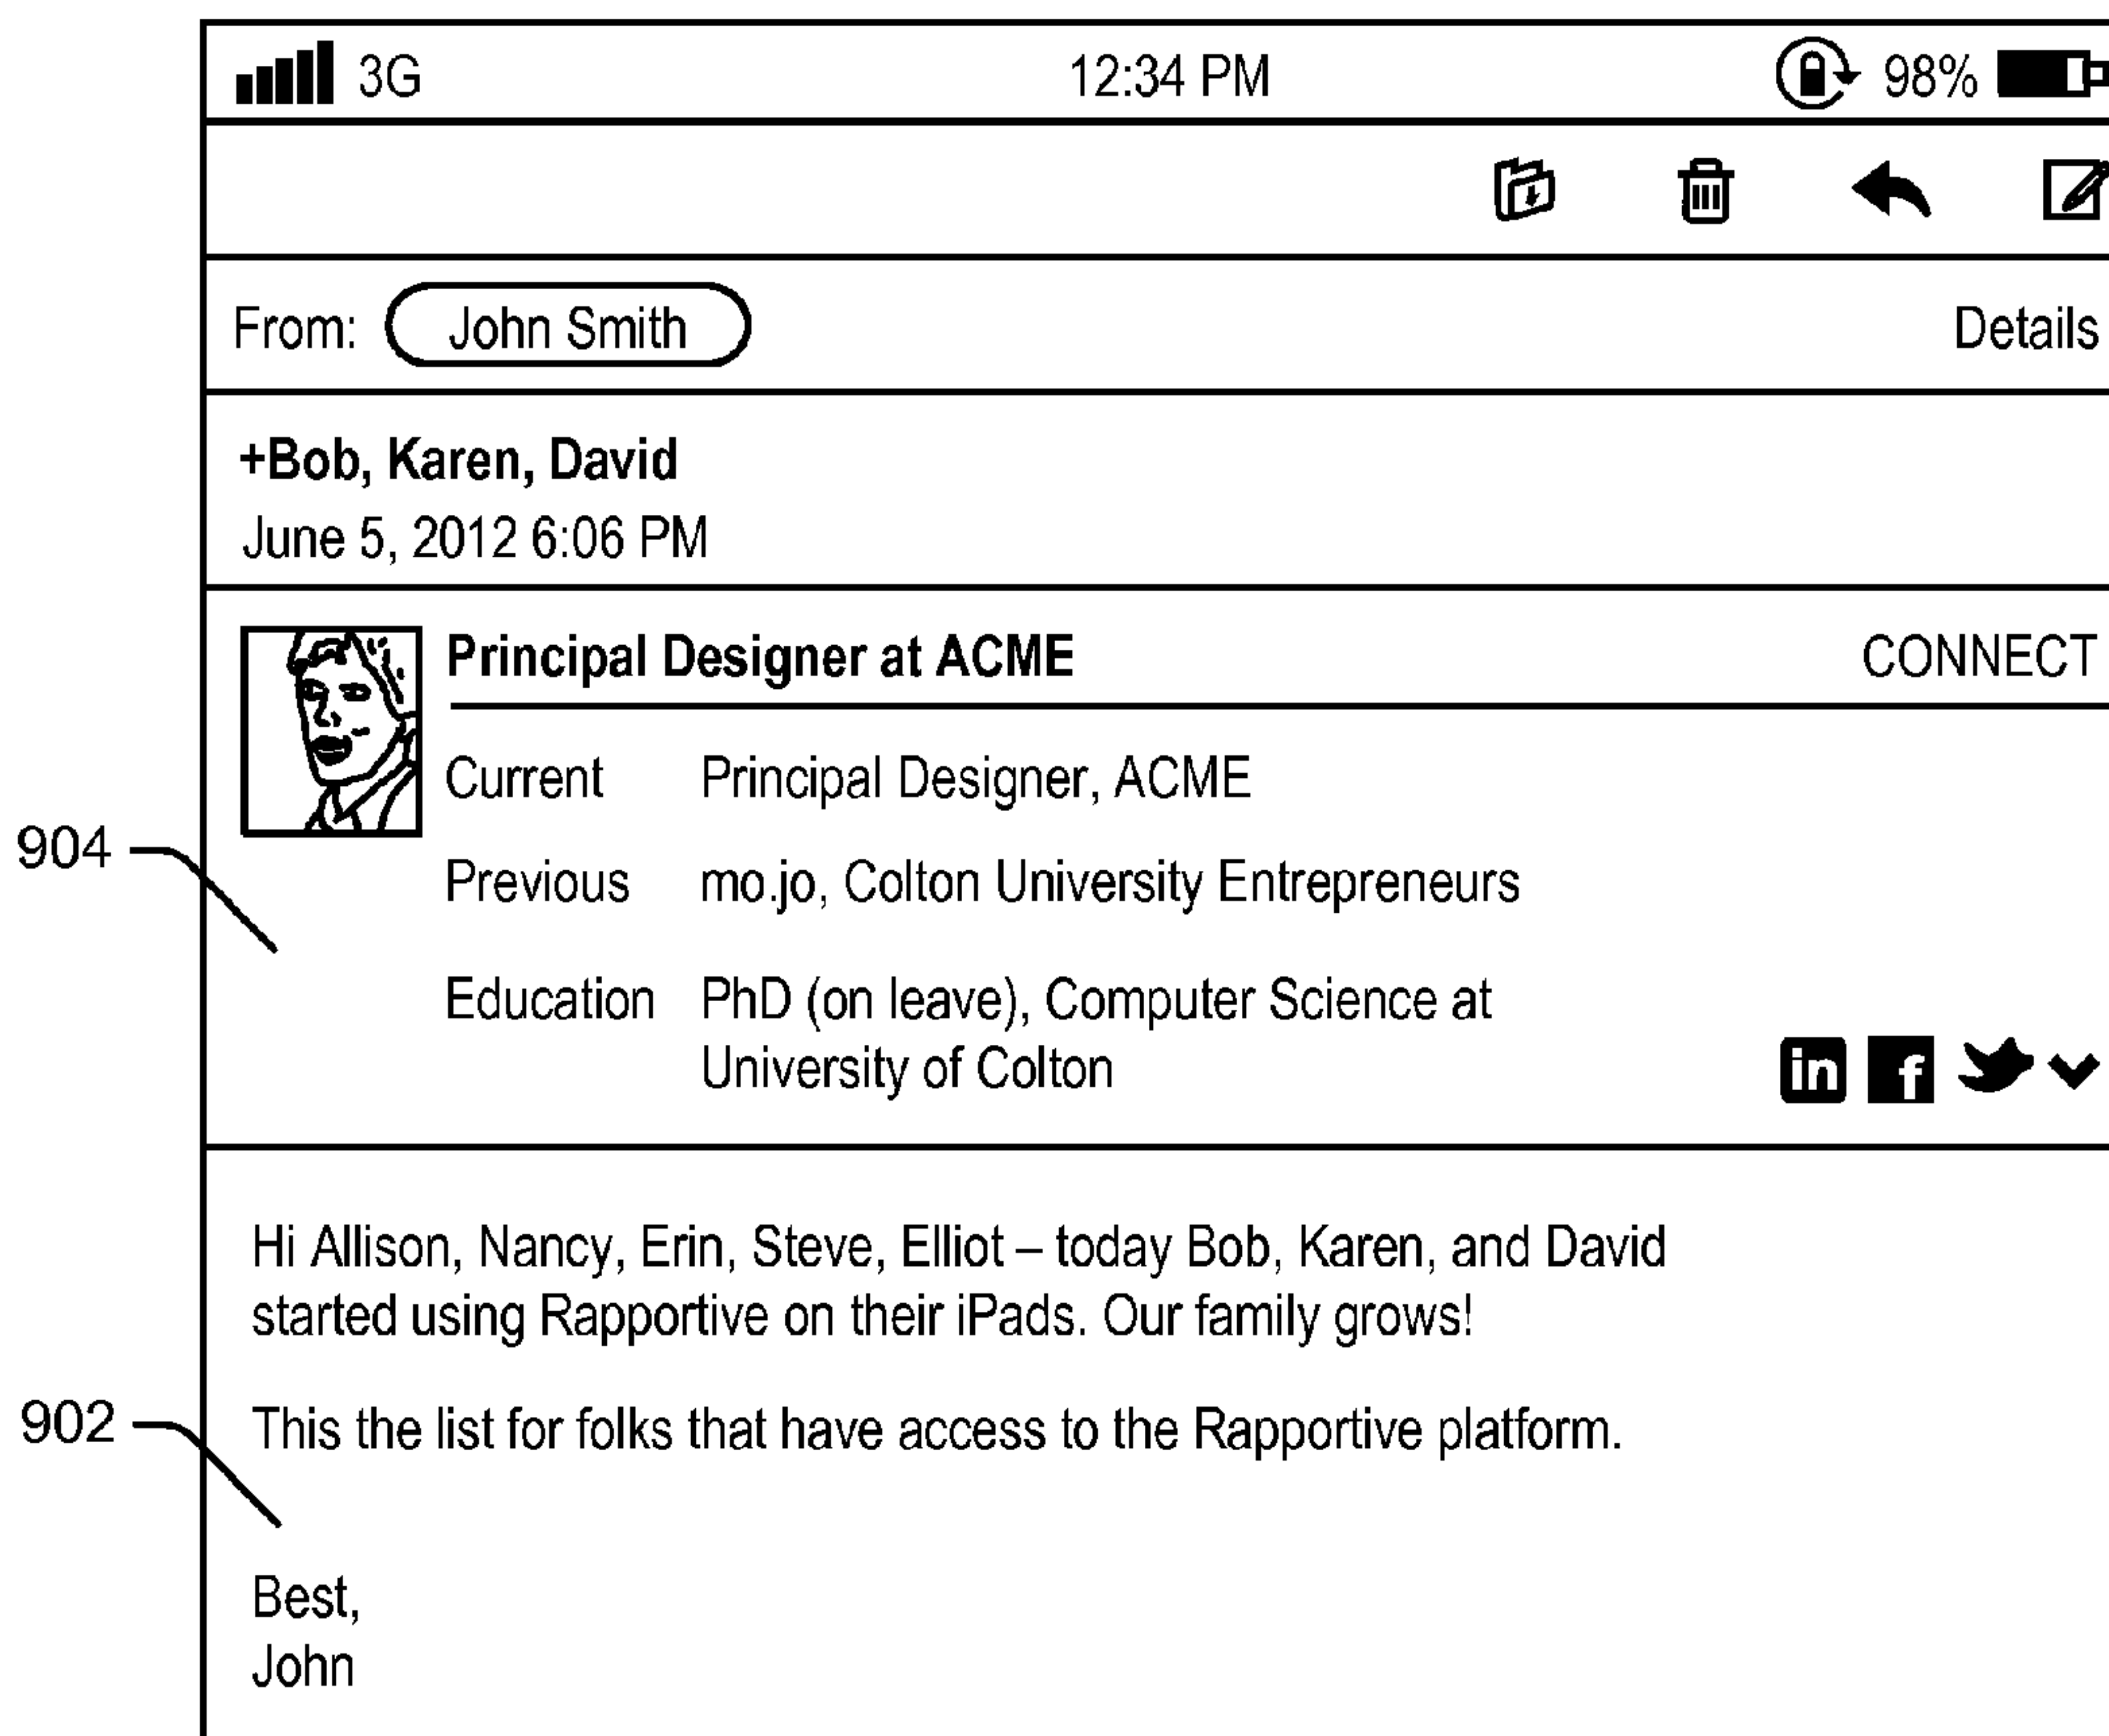 3G 12:34 PM 98%
From: John Smith Details
+Bob, Karen, David
June 5, 2012 6:06 PM
Principal Designer at ACME CONNECT
Current Principal Designer, ACME
904
Previous mo.jo, Colton University Entrepreneurs
Education PhD (on leave), Computer Science at
University of Colton
in f
Hi Allison, Nancy, Erin, Steve, Elliot – today Bob, Karen, and David
started using Rapportive on their iPads. Our family grows!
902
This the list for folks that have access to the Rapportive platform.
Best,
John